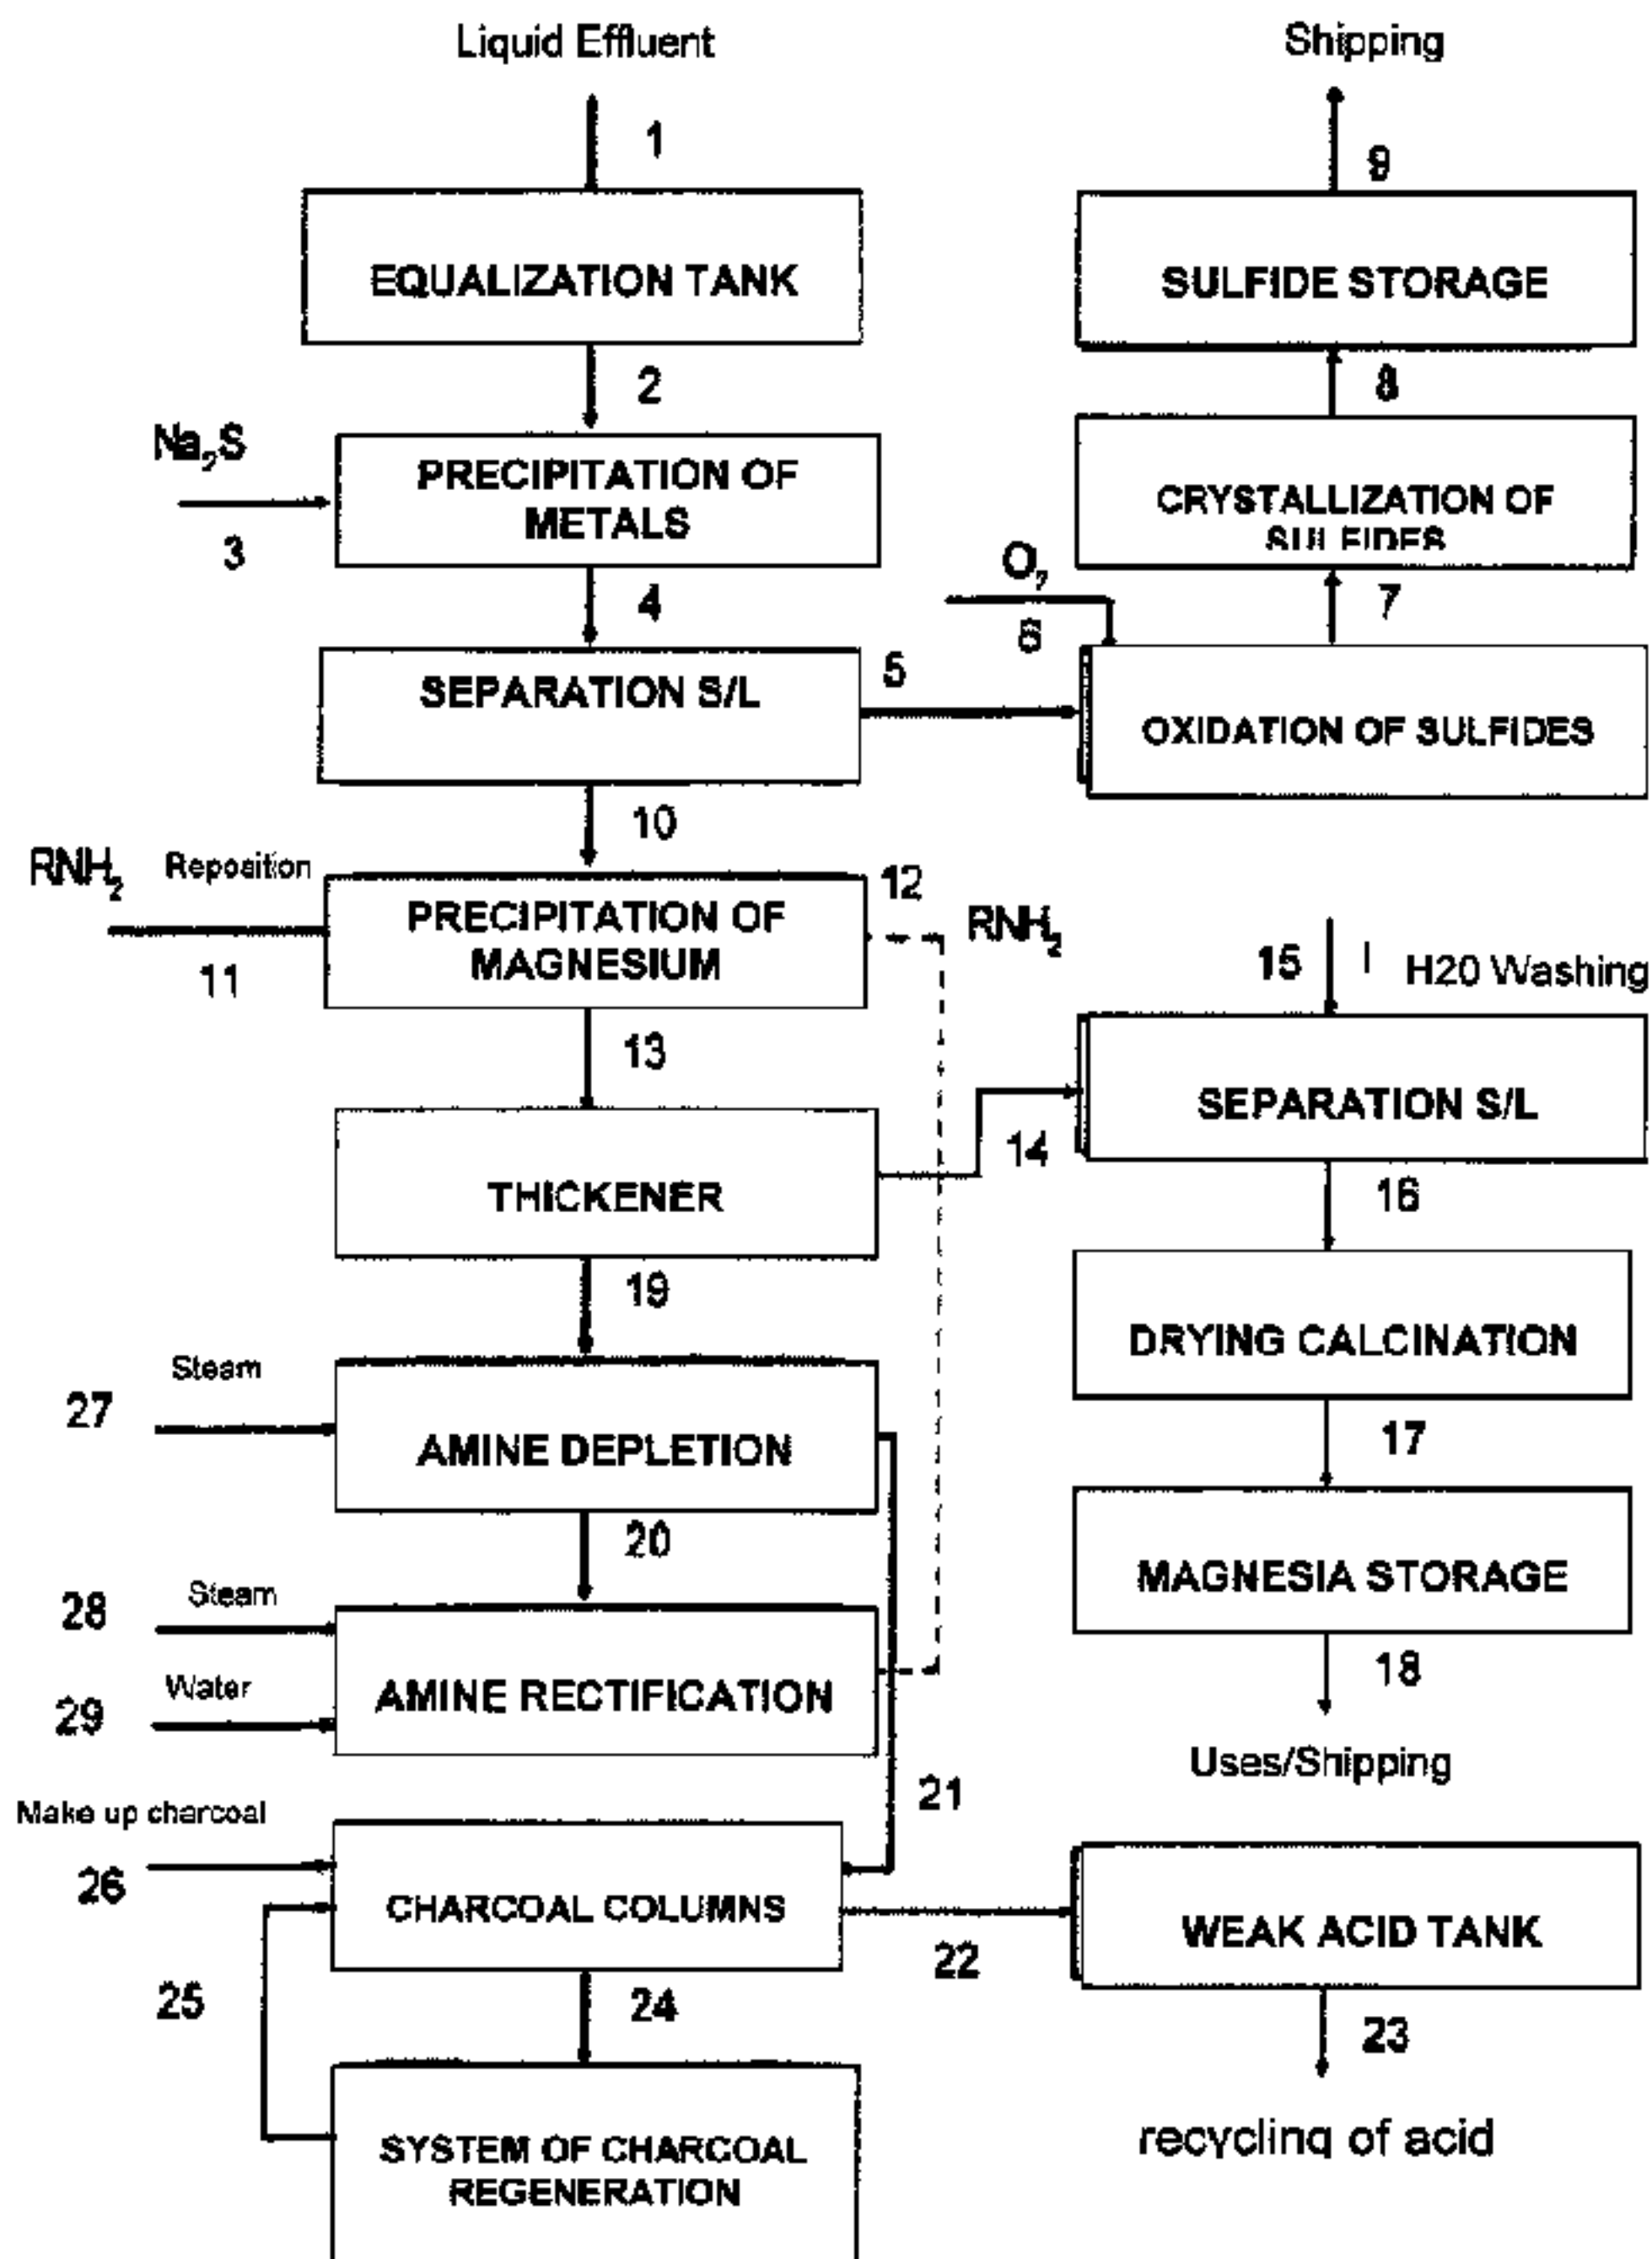 Liquid Effluent
1
EQUALIZATION TANK
2
Na₂S
3
PRECIPITATION OF
METALS
4
SEPARATION S/L
5
Shipping
9
SULFIDE STORAGE
8
CRYSTALLIZATION OF
SULFIDES
7
O₂
6
OXIDATION OF SULFIDES
10
RNH₂ Reposition
11
PRECIPITATION OF
MAGNESIUM
12
RNH₂
13
THICKENER
14
15
H20 Washing
SEPARATION S/L
16
DRYING CALCINATION
17
MAGNESIA STORAGE
18
Uses/Shipping
19
Steam
27
AMINE DEPLETION
20
28
Steam
Water
29
AMINE RECTIFICATION
21
Make up charcoal
26
CHARCOAL COLUMNS
22
WEAK ACID TANK
23
recycling of acid
25
24
SYSTEM OF CHARCOAL
REGENERATION